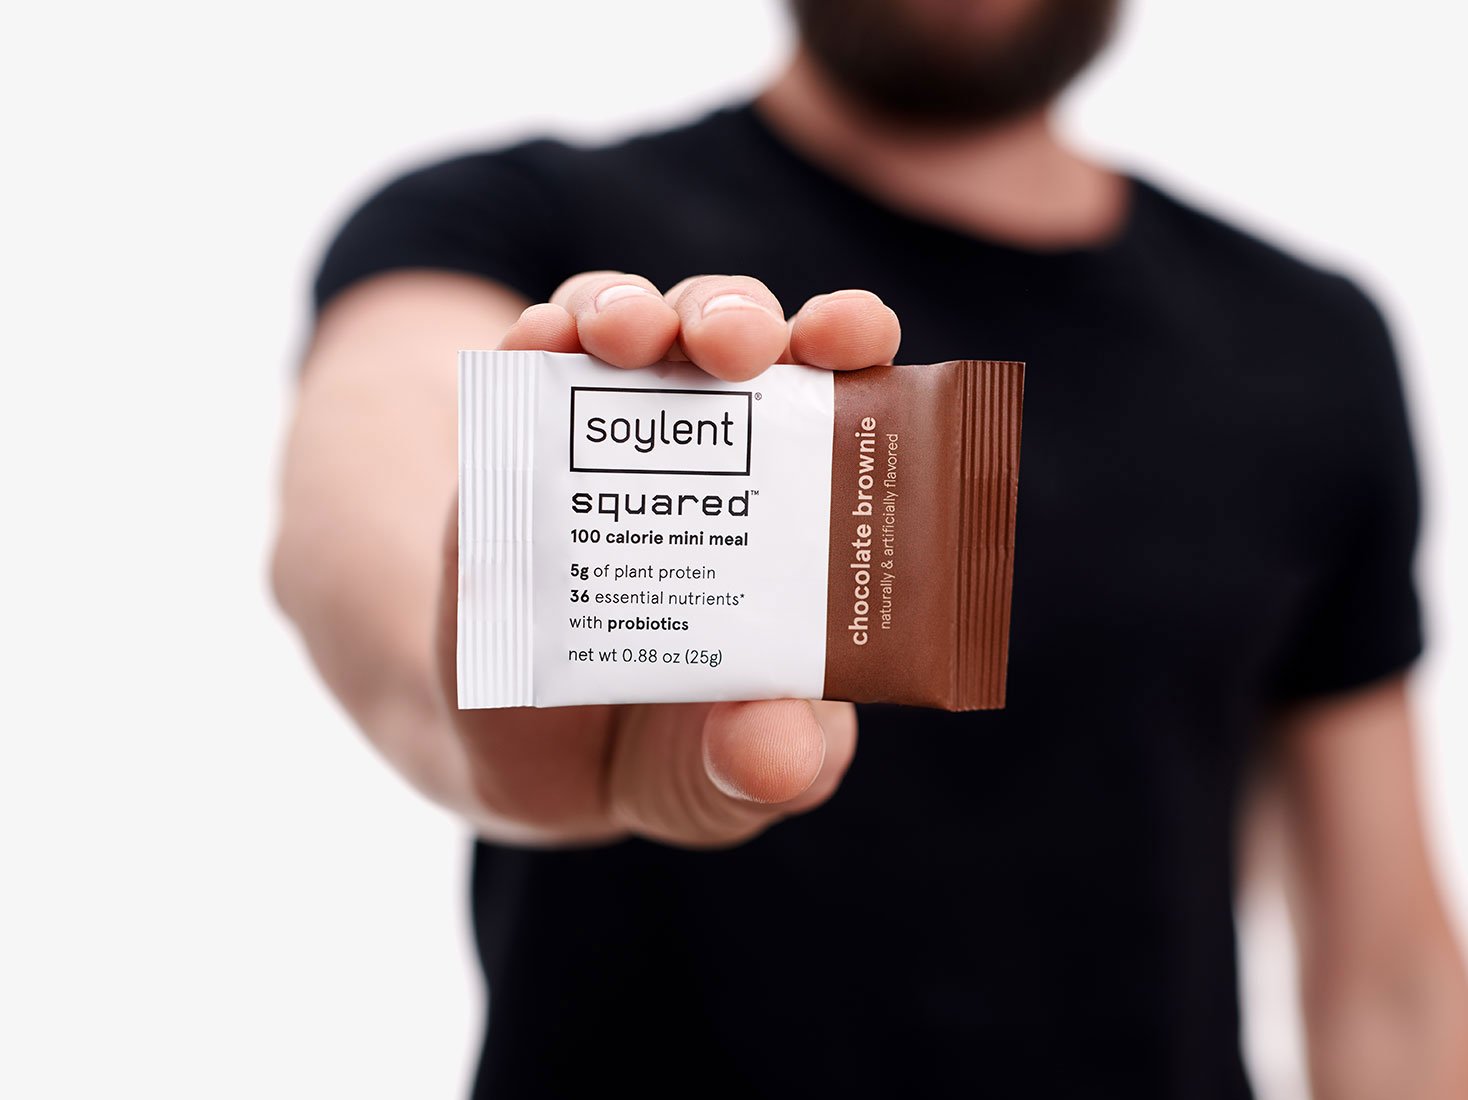 soylent®
squared™
100 calorie mini meal
5g of plant protein
36 essential nutrients*
with probiotics
net wt 0.88 oz (25g)
chocolate brownie
naturally & artificially flavored